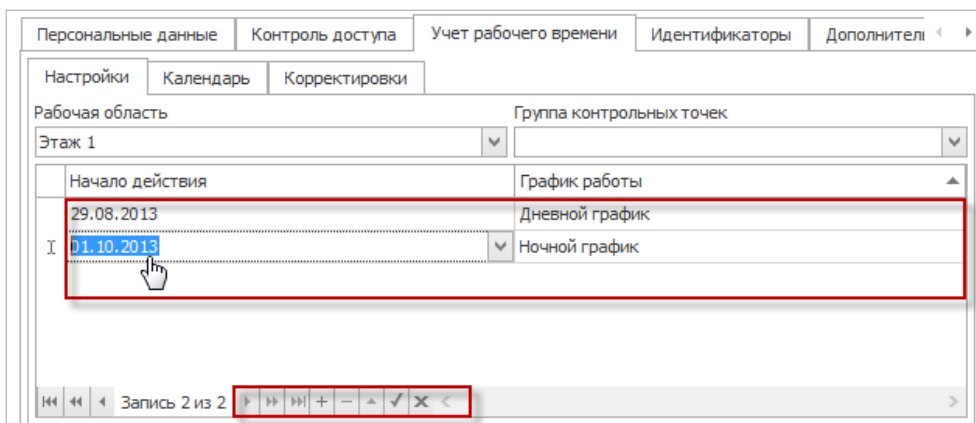 Персональные данные Контроль доступа Учет рабочего времени Идентификаторы Дополнител
Настройки Календарь Корректировки
Рабочая область Группа контрольных точек
Этаж 1
Начало действия График работы
29.08.2013 Дневной график
01.10.2013 Ночной график
Запись 2 из 2